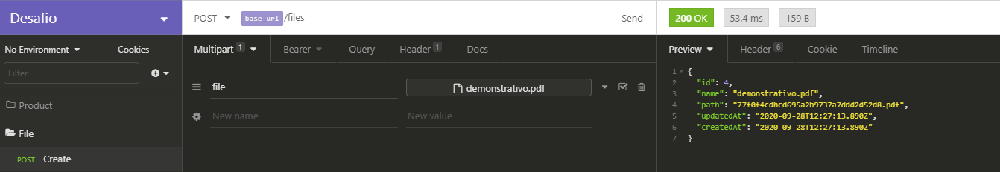 Desafio
POST base_url/files Send
200 OK 53.4 ms 159 B
No Environment Cookies
Filter
Product
File
POST Create
Multipart 1 Bearer Query Header 1 Docs
file demonstrativo.pdf
New name New value
Preview Header 6 Cookie Timeline
1 {
2 "id": 4,
3 "name": "demonstrativo.pdf",
4 "path": "77f0f4cdbcd695a2b9737a7ddd2d52d8.pdf",
5 "updatedAt": "2020-09-28T12:27:13.890Z",
6 "createdAt": "2020-09-28T12:27:13.890Z"
7 }